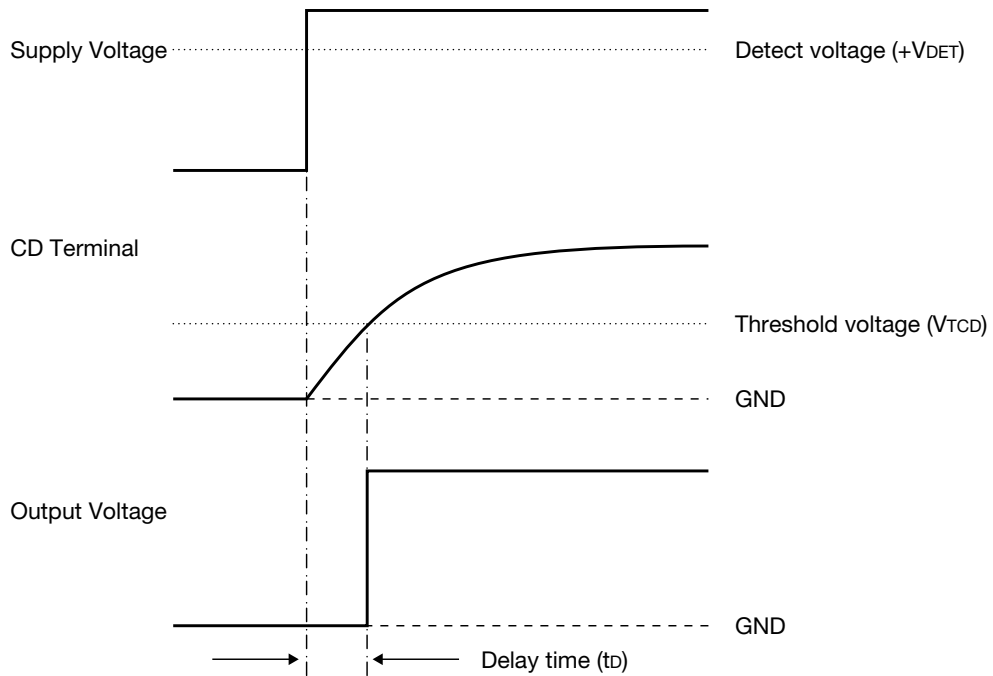 Supply Voltage
Detect voltage (+VDET)
CD Terminal
Threshold voltage (VTCD)
GND
Output Voltage
GND
Delay time (tD)